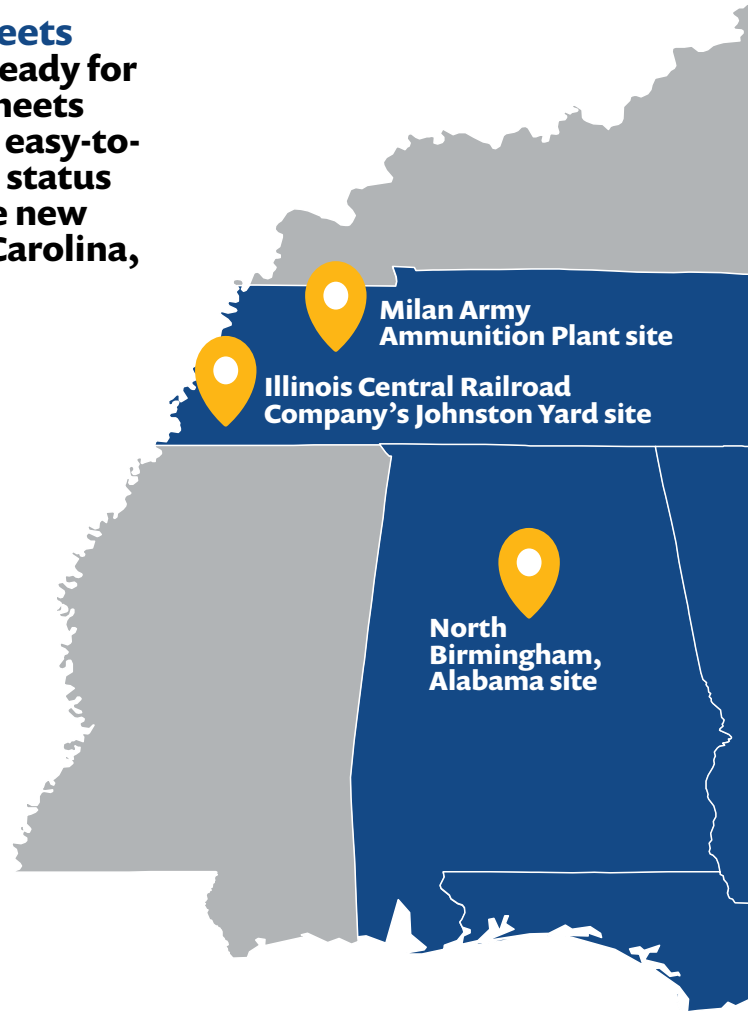 eets
eady for
heets
easy-to-
status
e new
Carolina,
Milan Army
Ammunition Plant site
Illinois Central Railroad
Company's Johnston Yard site
North
Birmingham,
Alabama site